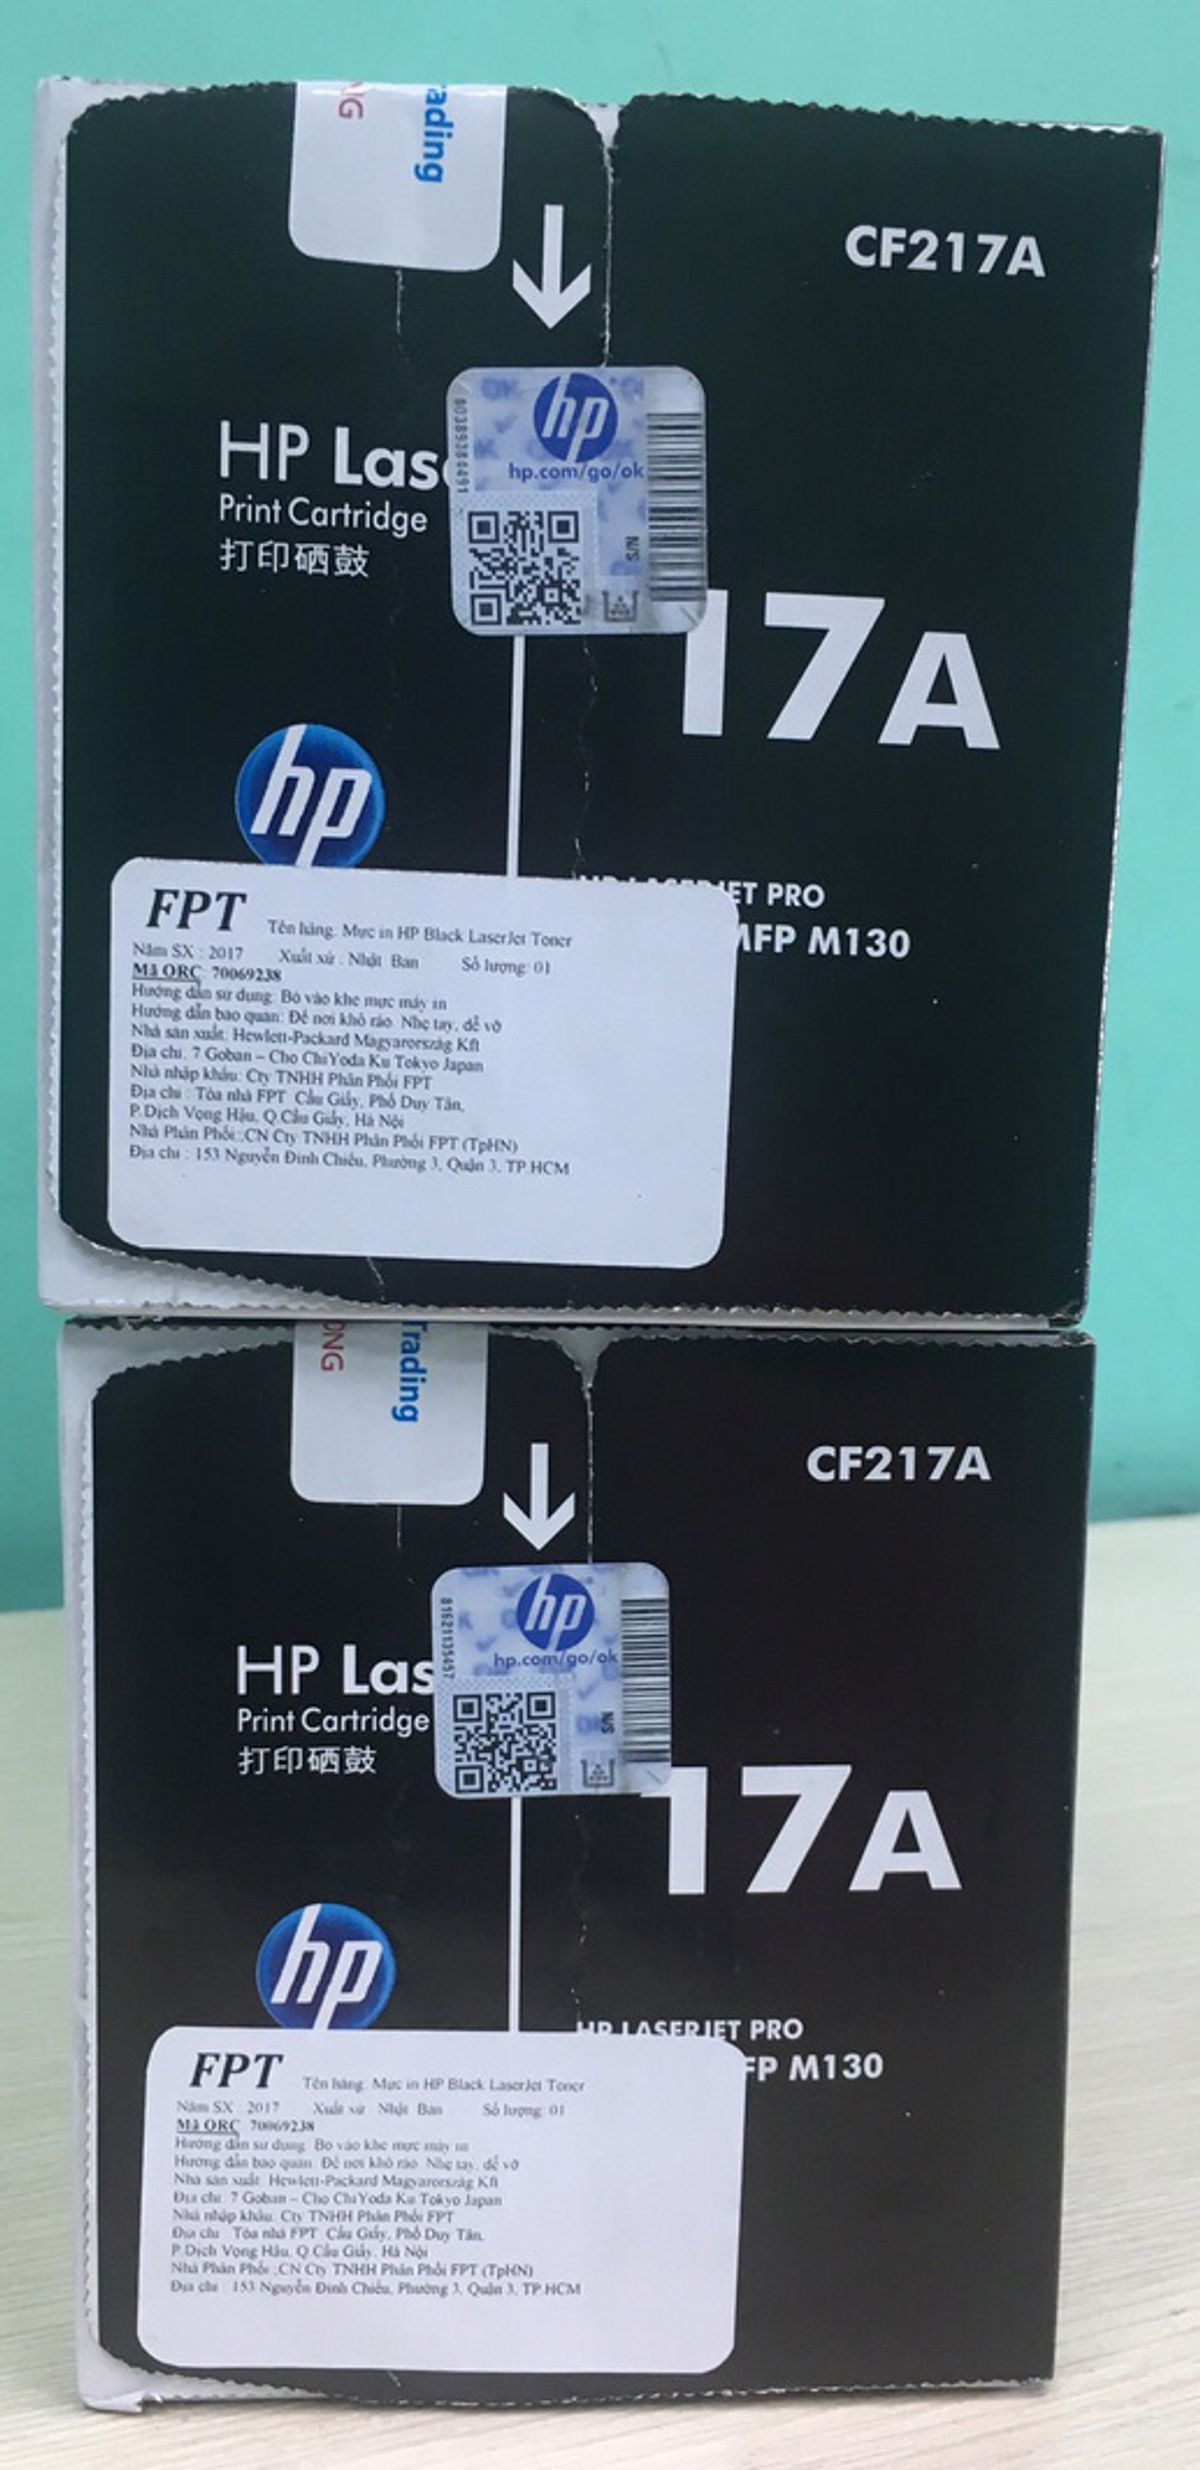 NG
ading
CF217A
hp
hp.com/go/ok
8038938449
N/S
HP Lase
Print Cartridge
打印硒鼓
17A
hp
HP LASERJET PRO
MFP M130
FPT
Tên hàng: Mực in HP Black LaserJet Toner
Năm SX : 2017 Xuất xứ : Nhật Bản Số lượng: 01
Mã ORC: 70069238
Hướng dẫn sử dụng: Bỏ vào khe mực máy in
Hướng dẫn bảo quản: Để nơi khô ráo. Nhẹ tay, dễ vỡ
Nhà sản xuất: Hewlett-Packard Magyarország Kft
Địa chỉ: 7 Goban – Cho ChiYoda Ku Tokyo Japan
Nhà nhập khẩu: Cty TNHH Phân Phối FPT
Địa chỉ : Tòa nhà FPT Cầu Giấy, Phố Duy Tân,
P.Dịch Vọng Hậu, Q.Cầu Giấy, Hà Nội
Nhà Phân Phối :CN Cty TNHH Phân Phối FPT (TpHN)
Địa chỉ : 153 Nguyễn Đình Chiểu, Phường 3, Quận 3, TP.HCM
ONG
Trading
CF217A
hp
hp.com/go/ok
81621135457
N/S
HP Las
Print Cartridge
打印硒鼓
17A
hp
HP LASERJET PRO
FP M130
FPT
Tên hàng: Mực in HP Black LaserJet Toner
Năm SX : 2017 Xuất xứ : Nhật Bản Số lượng: 01
Mã ORC: 70069238
Hướng dẫn sử dụng: Bỏ vào khe mực máy in
Hướng dẫn bảo quản: Để nơi khô ráo. Nhẹ tay, dễ vỡ
Nhà sản xuất: Hewlett-Packard Magyarország Kft
Địa chỉ: 7 Goban – Cho ChiYoda Ku Tokyo Japan
Nhà nhập khẩu: Cty TNHH Phân Phối FPT
Địa chỉ : Tòa nhà FPT Cầu Giấy, Phố Duy Tân,
P.Dịch Vọng Hậu, Q.Cầu Giấy, Hà Nội
Nhà Phân Phối :CN Cty TNHH Phân Phối FPT (TpHN)
Địa chỉ : 153 Nguyễn Đình Chiểu, Phường 3, Quận 3, TP.HCM